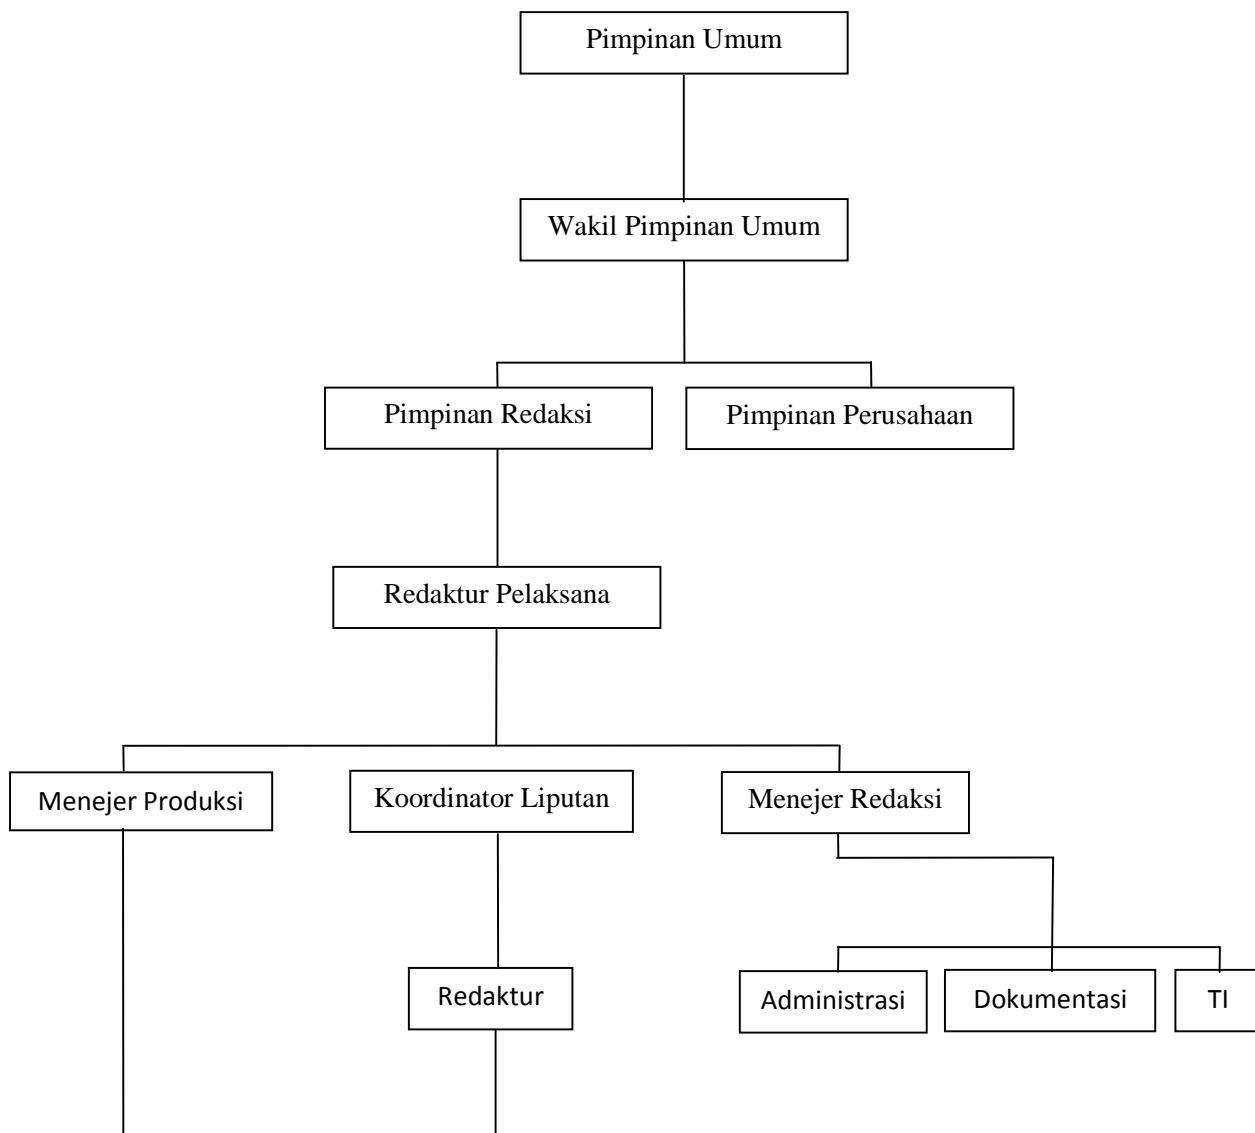 Pimpinan Umum
Wakil Pimpinan Umum
Pimpinan Redaksi
Pimpinan Perusahaan
Redaktur Pelaksana
Menejer Produksi
Koordinator Liputan
Menejer Redaksi
Redaktur
Administrasi
Dokumentasi
TI